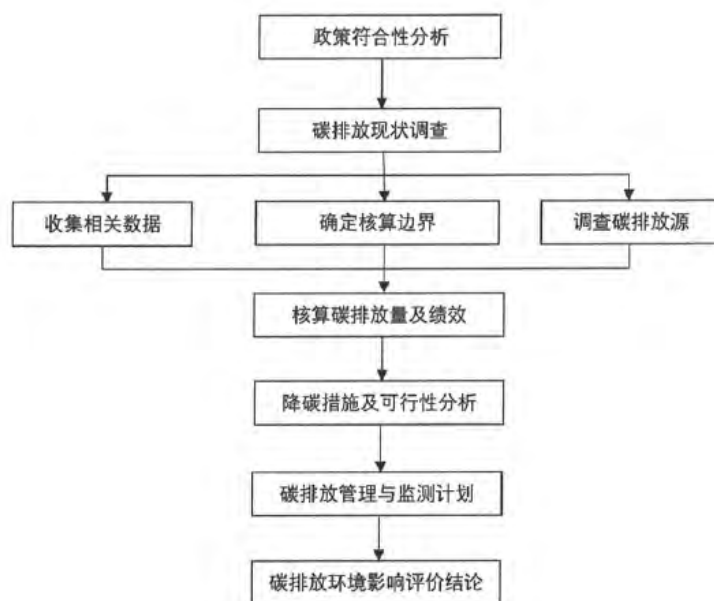 政策符合性分析
碳排放现状调查
收集相关数据
确定核算边界
调查碳排放源
核算碳排放量及绩效
降碳措施及可行性分析
碳排放管理与监测计划
碳排放环境影响评价结论